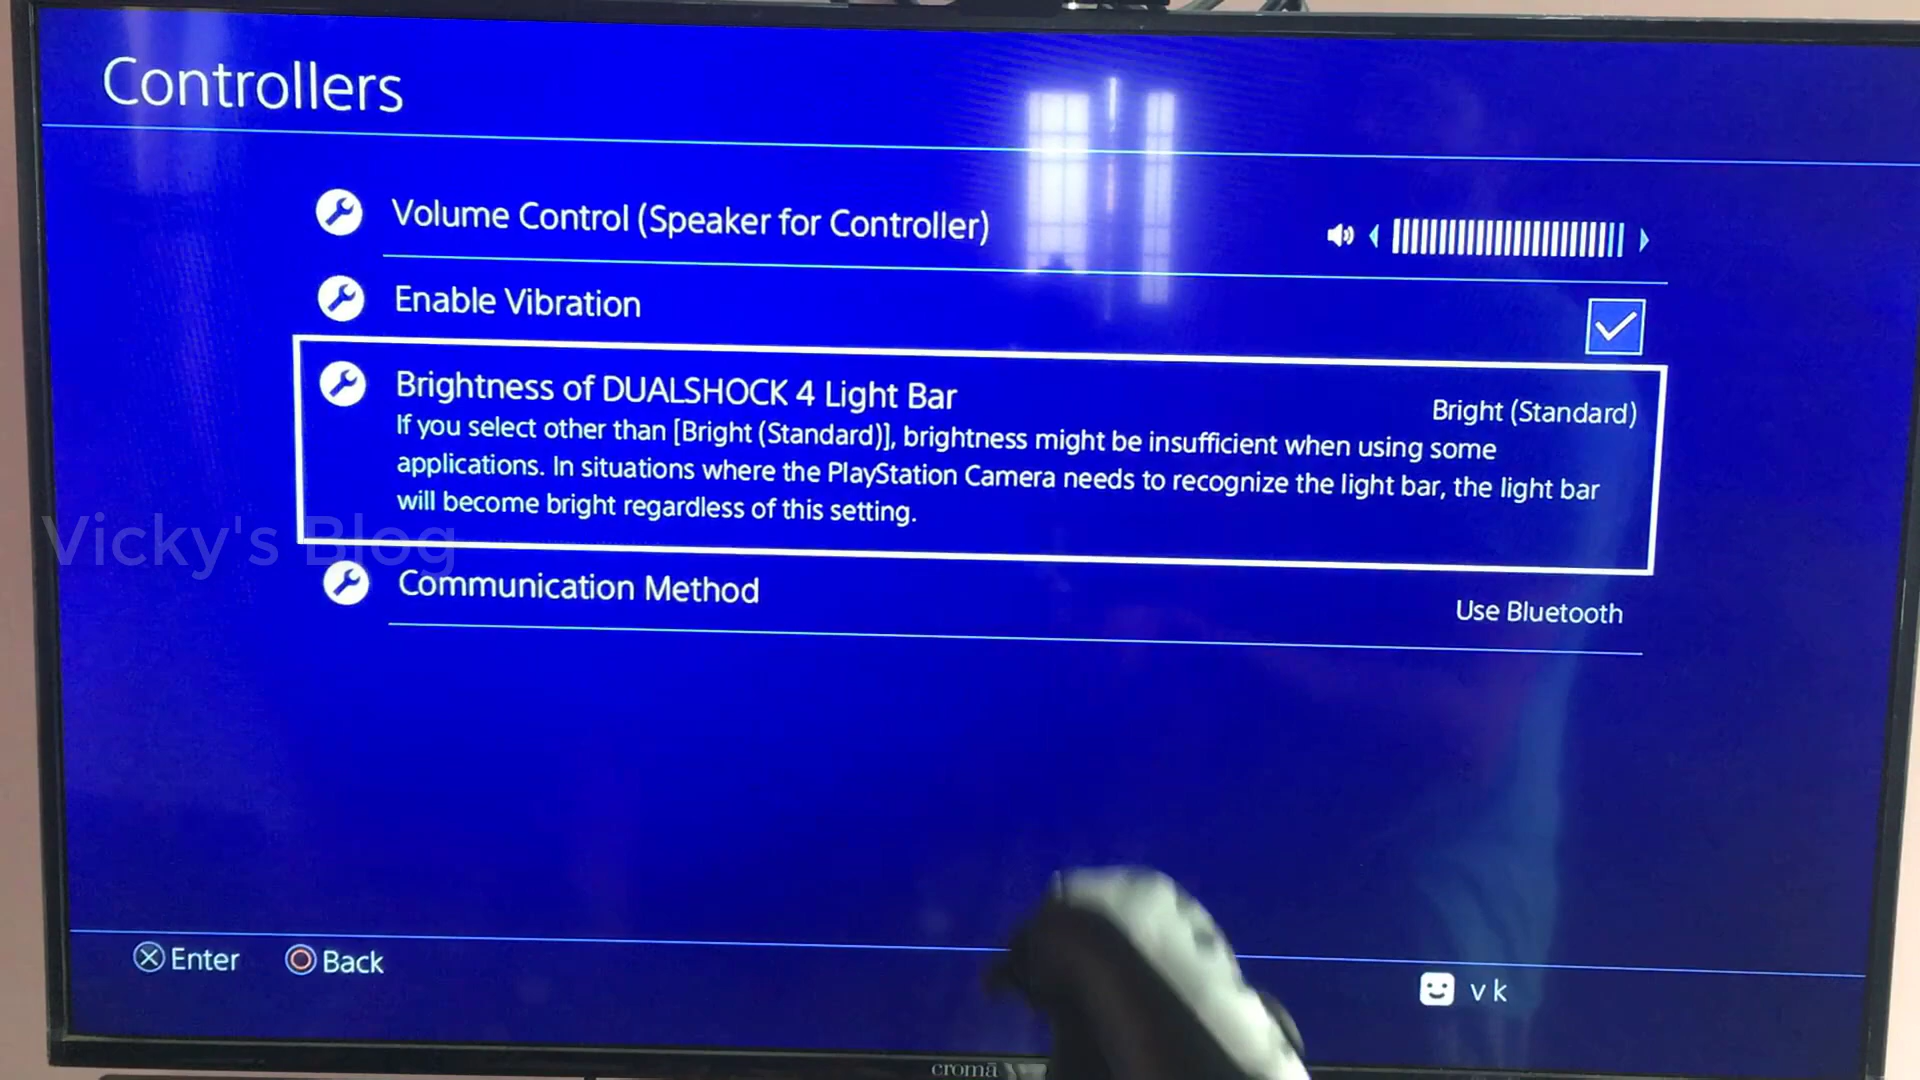 Controllers
Volume Control (Speaker for Controller)
Enable Vibration
Brightness of DUALSHOCK 4 Light Bar
Bright (Standard)
If you select other than [Bright (Standard)], brightness might be insufficient when using some
applications. In situations where the PlayStation Camera needs to recognize the light bar, the light bar
will become bright regardless of this setting.
Vicky's Blog
Communication Method
Use Bluetooth
Enter
Back
v k
cromā